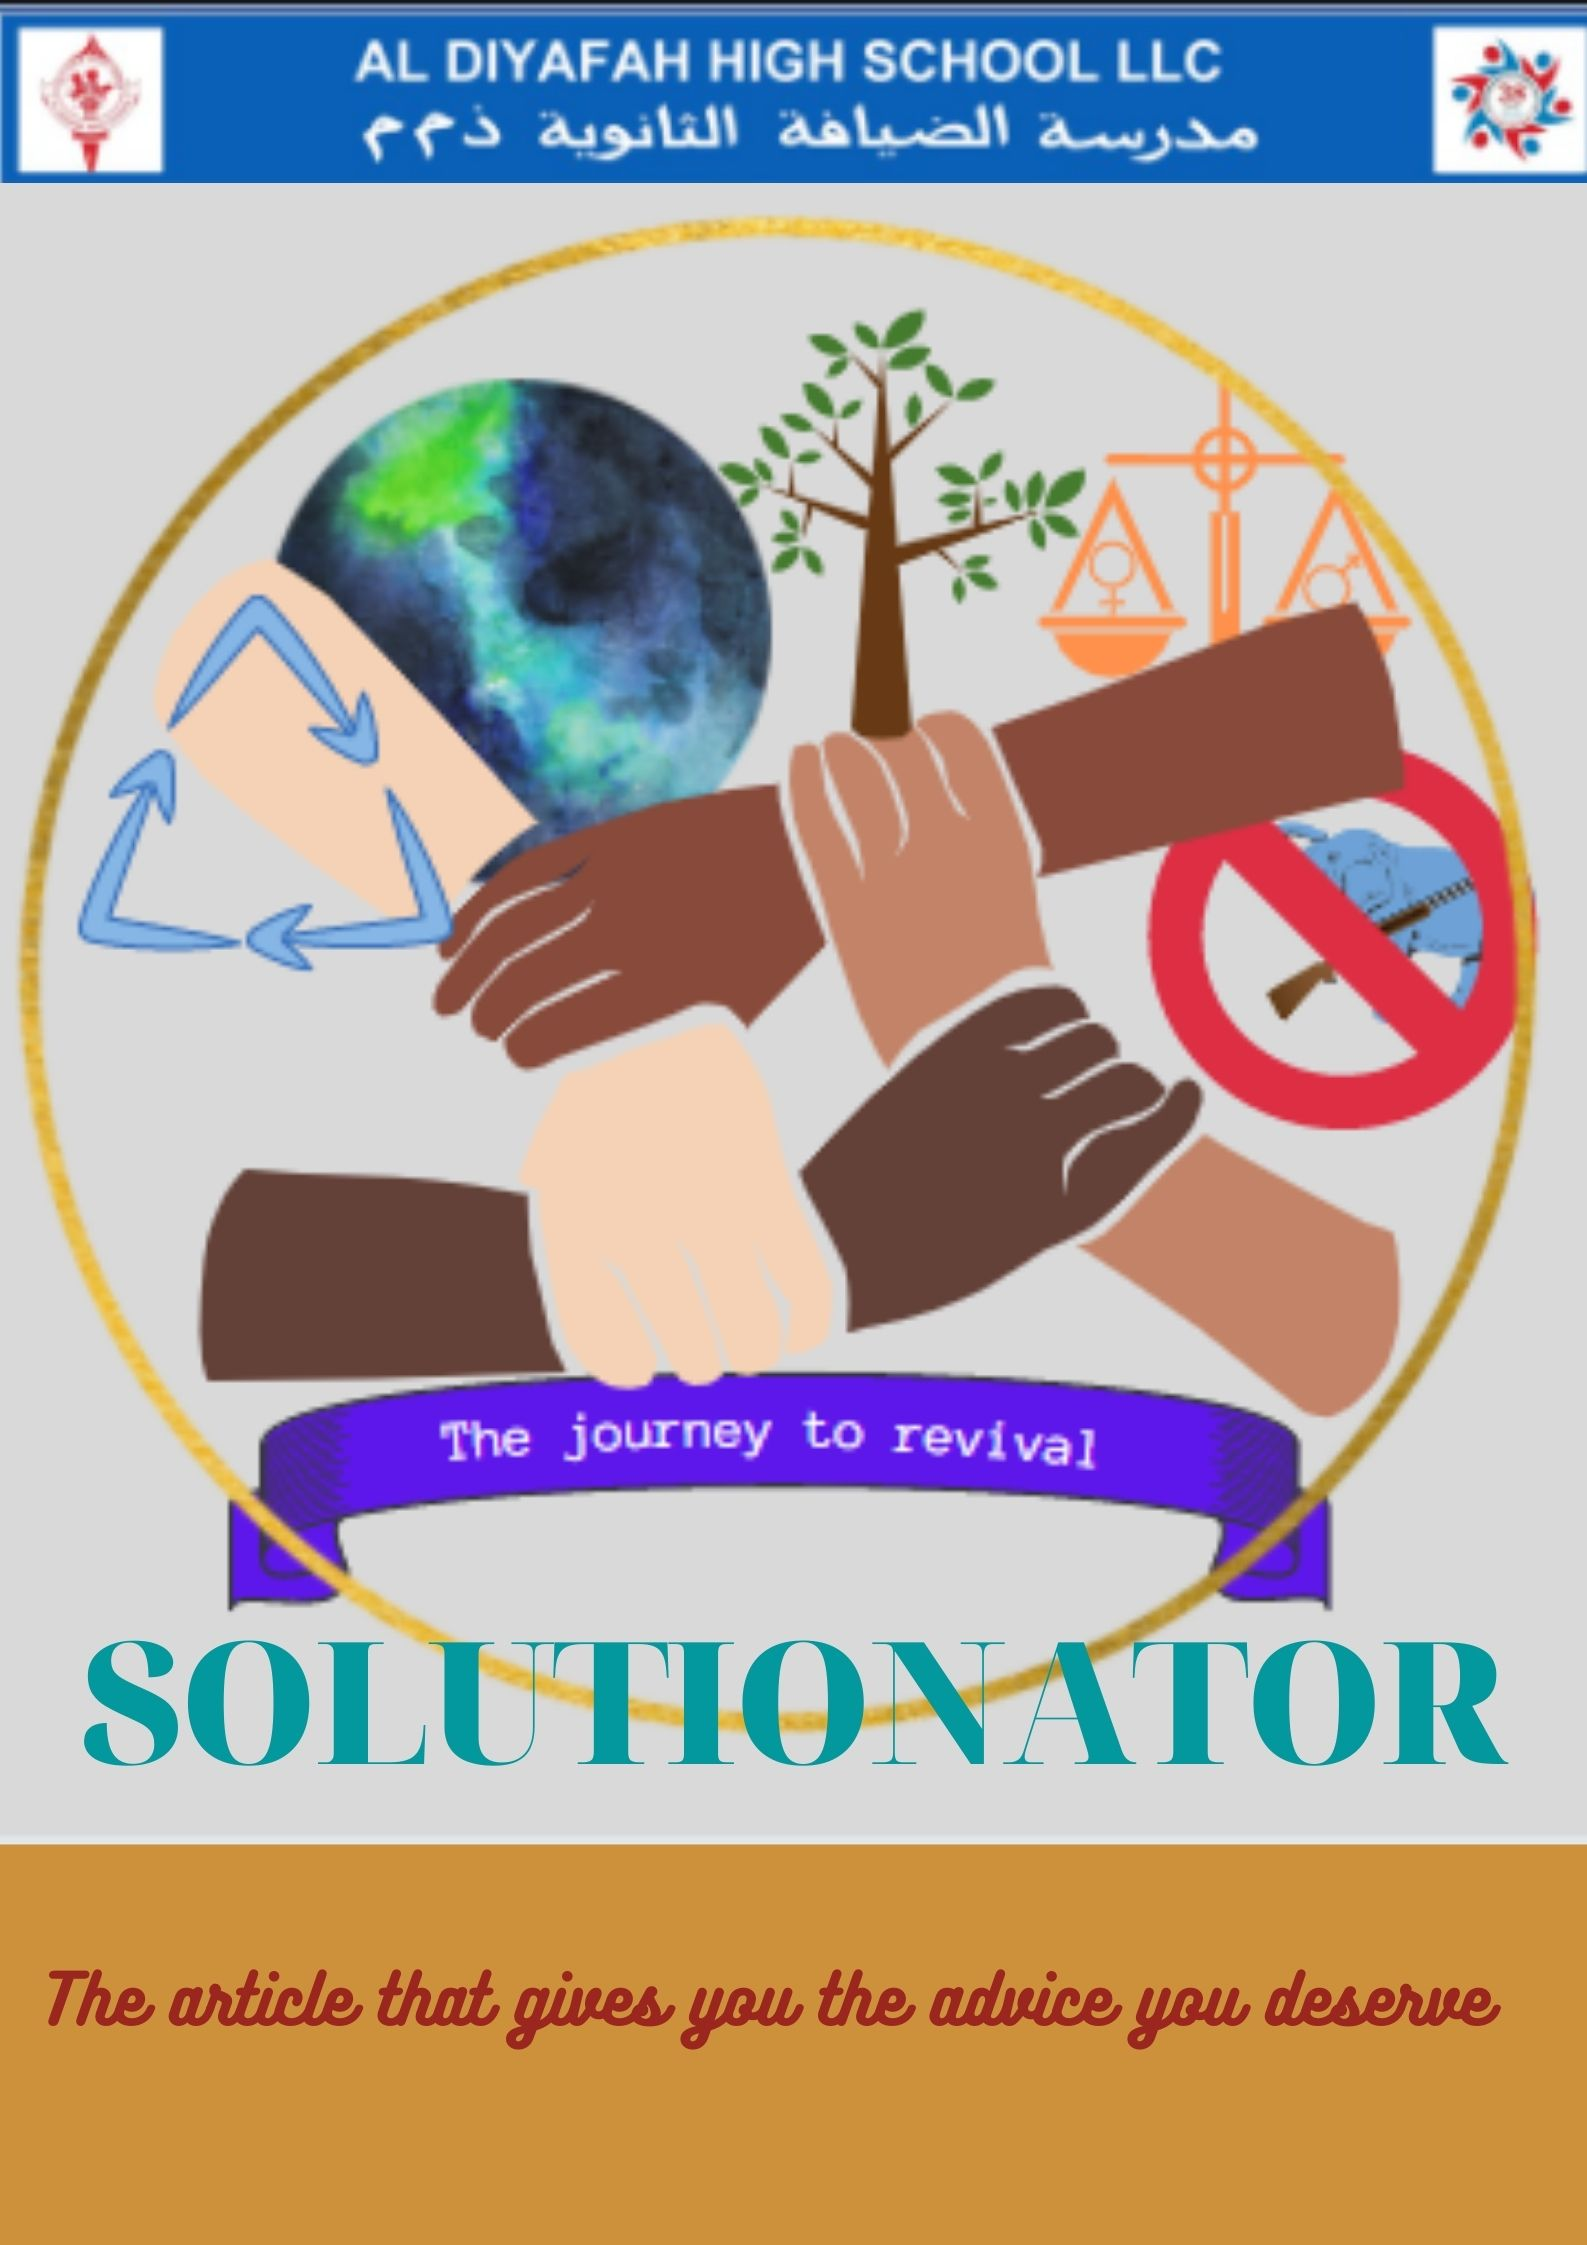 AL DIYAFAH HIGH SCHOOL LLC
مدرسة الضيافة الثانوية ذ م م
38
The journey to revival
SOLUTIONATOR
The article that gives you the advice you deserve